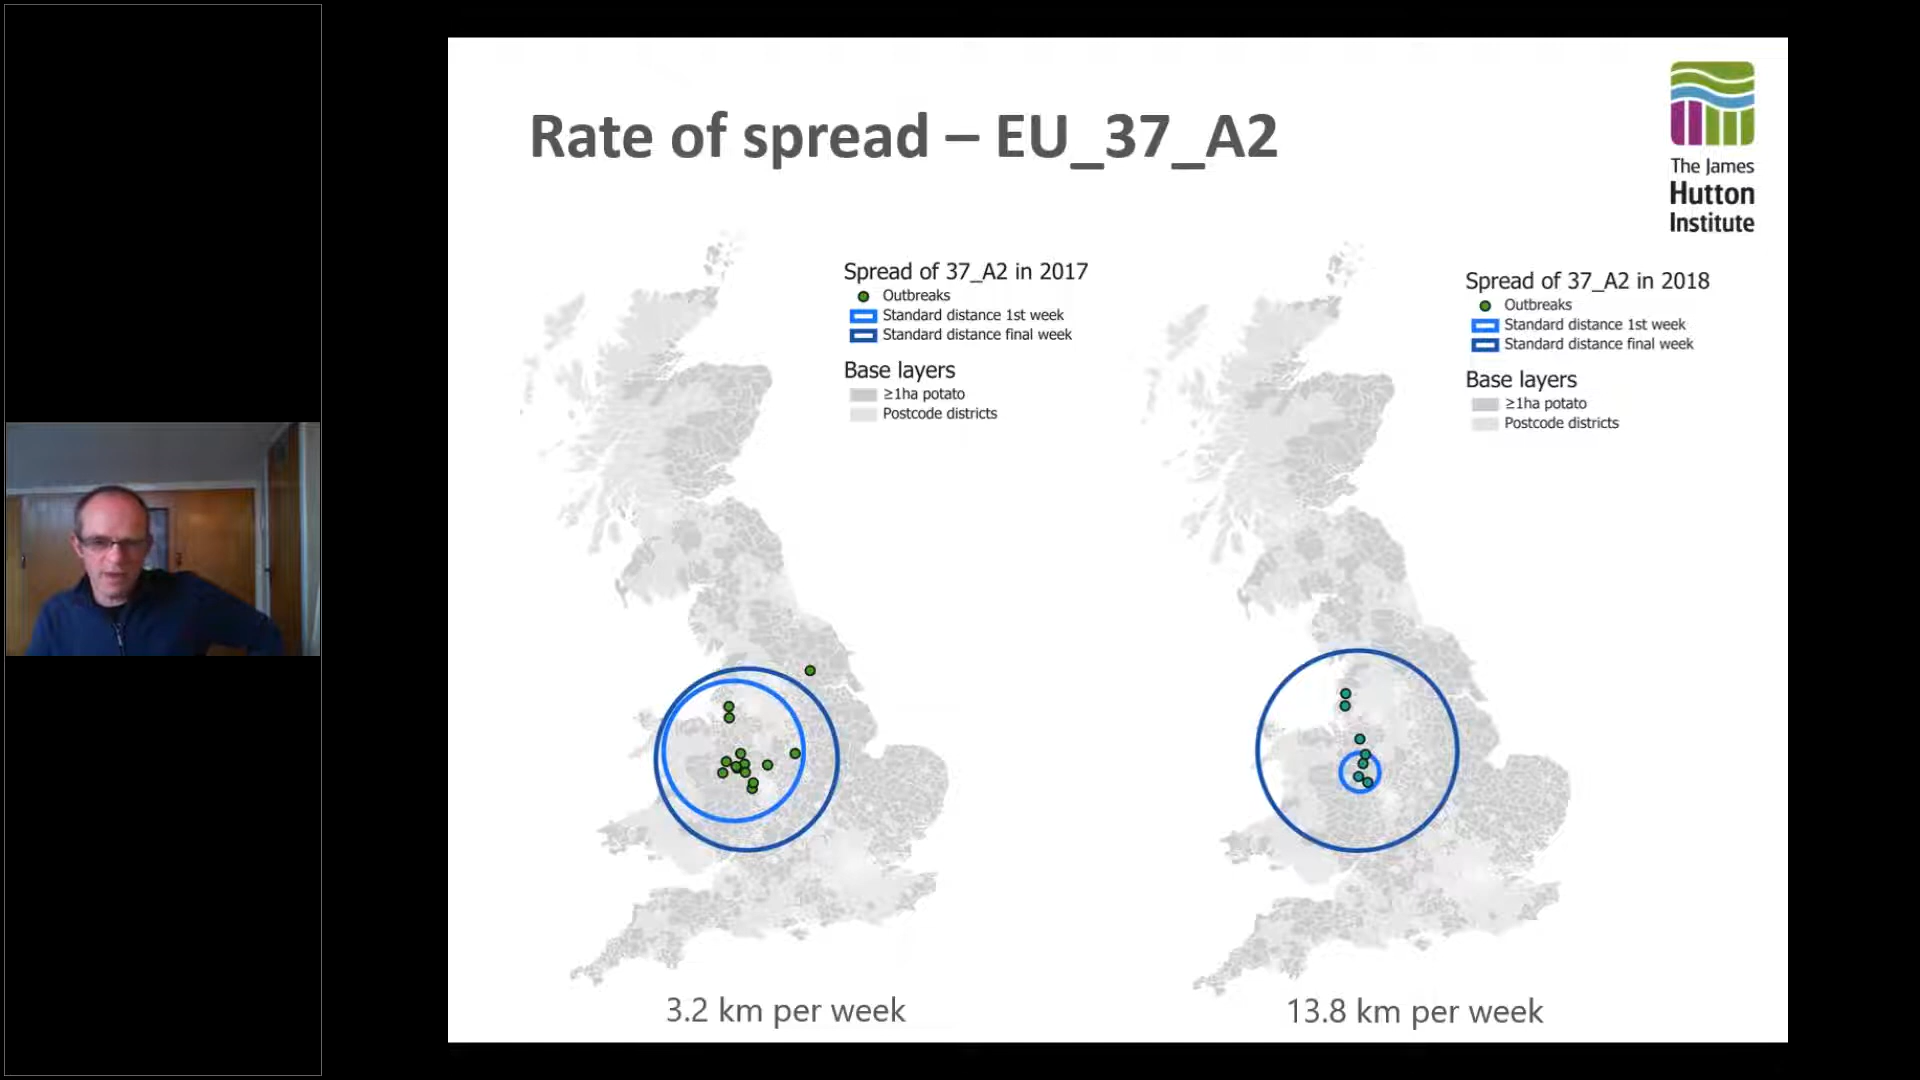 Rate of spread – EU_37_A2
The James
Hutton
Institute
Spread of 37_A2 in 2017
Outbreaks
Standard distance 1st week
Standard distance final week
Base layers
≥1ha potato
Postcode districts
3.2 km per week
Spread of 37_A2 in 2018
Outbreaks
Standard distance 1st week
Standard distance final week
Base layers
≥1ha potato
Postcode districts
13.8 km per week